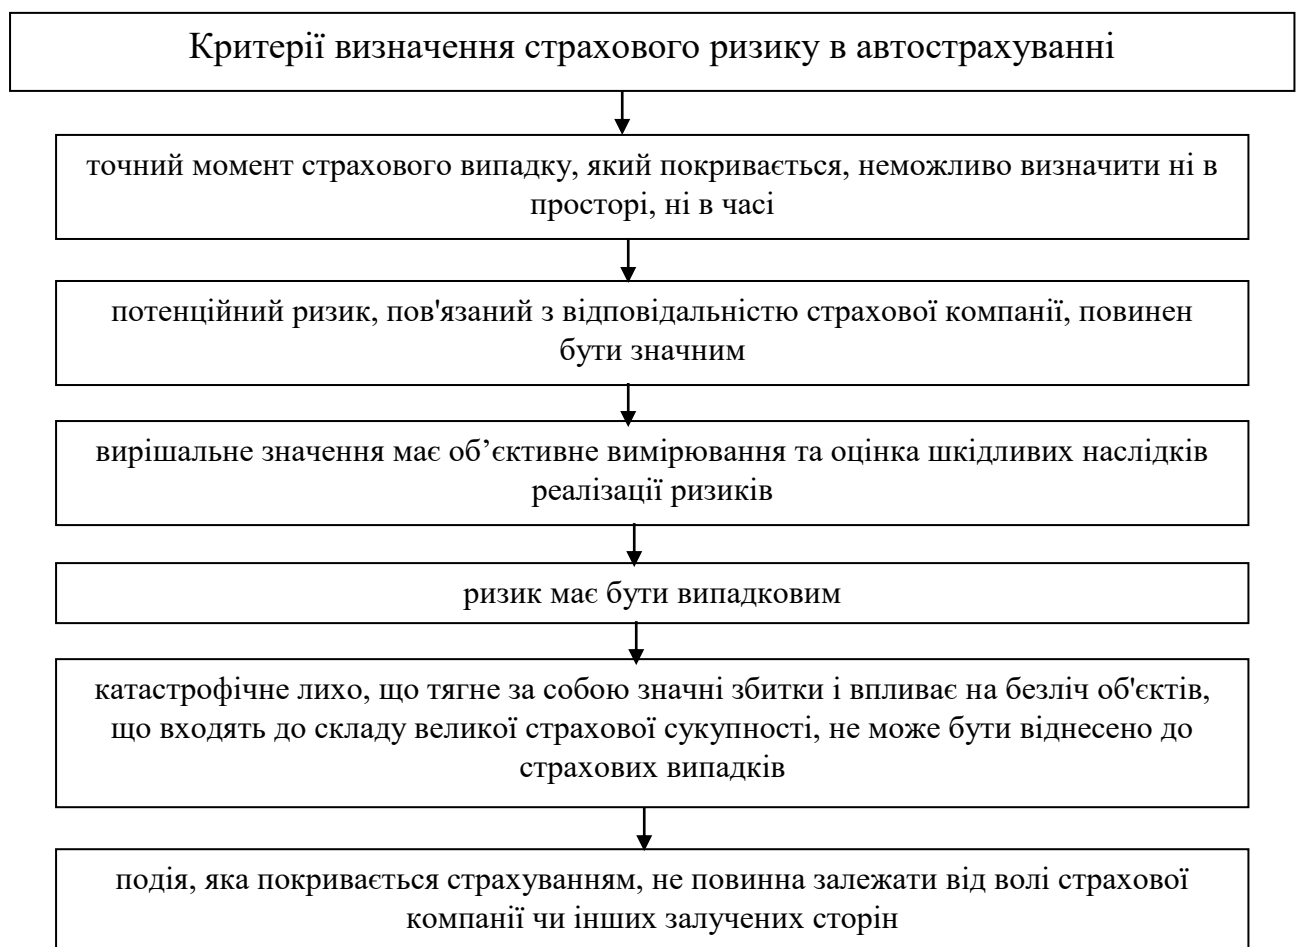 Критерії визначення страхового ризику в автострахуванні
точний момент страхового випадку, який покривається, неможливо визначити ні в
просторі, ні в часі
потенційний ризик, пов'язаний з відповідальністю страхової компанії, повинен
бути значним
вирішальне значення має об’єктивне вимірювання та оцінка шкідливих наслідків
реалізації ризиків
ризик має бути випадковим
катастрофічне лихо, що тягне за собою значні збитки і впливає на безліч об'єктів,
що входять до складу великої страхової сукупності, не може бути віднесено до
страхових випадків
подія, яка покривається страхуванням, не повинна залежати від волі страхової
компанії чи інших залучених сторін